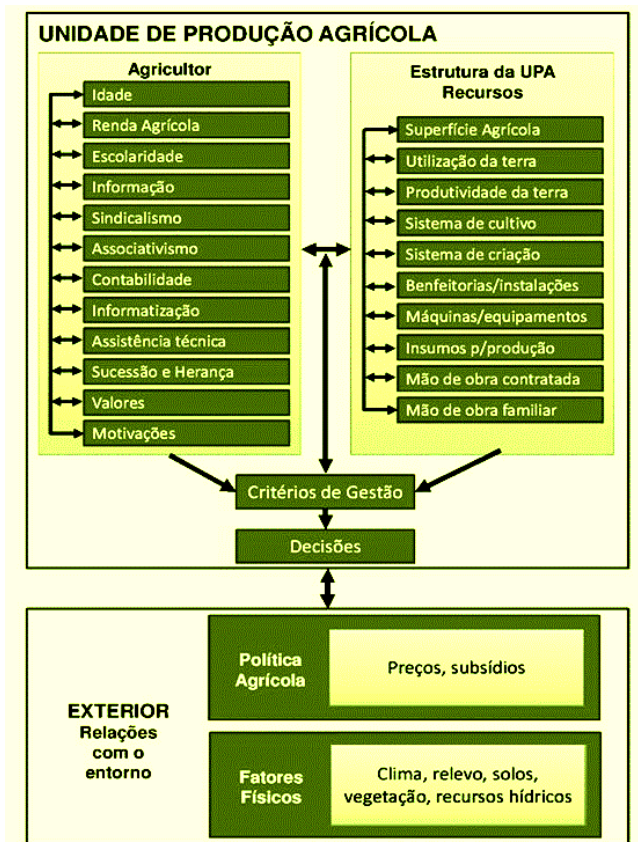 UNIDADE DE PRODUÇÃO AGRÍCOLA
Agricultor
Idade
Renda Agrícola
Escolaridade
Informação
Sindicalismo
Associativismo
Contabilidade
Informatização
Assistência técnica
Sucessão e Herança
Valores
Motivações
Estrutura da UPA
Recursos
Superfície Agrícola
Utilização da terra
Produtividade da terra
Sistema de cultivo
Sistema de criação
Benfeitorias/instalações
Máquinas/equipamentos
Insumos p/produção
Mão de obra contratada
Mão de obra familiar
Critérios de Gestão
Decisões
EXTERIOR
Relações
com o
entorno
Política
Agrícola
Preços, subsídios
Fatores
Físicos
Clima, relevo, solos,
vegetação, recursos hídricos